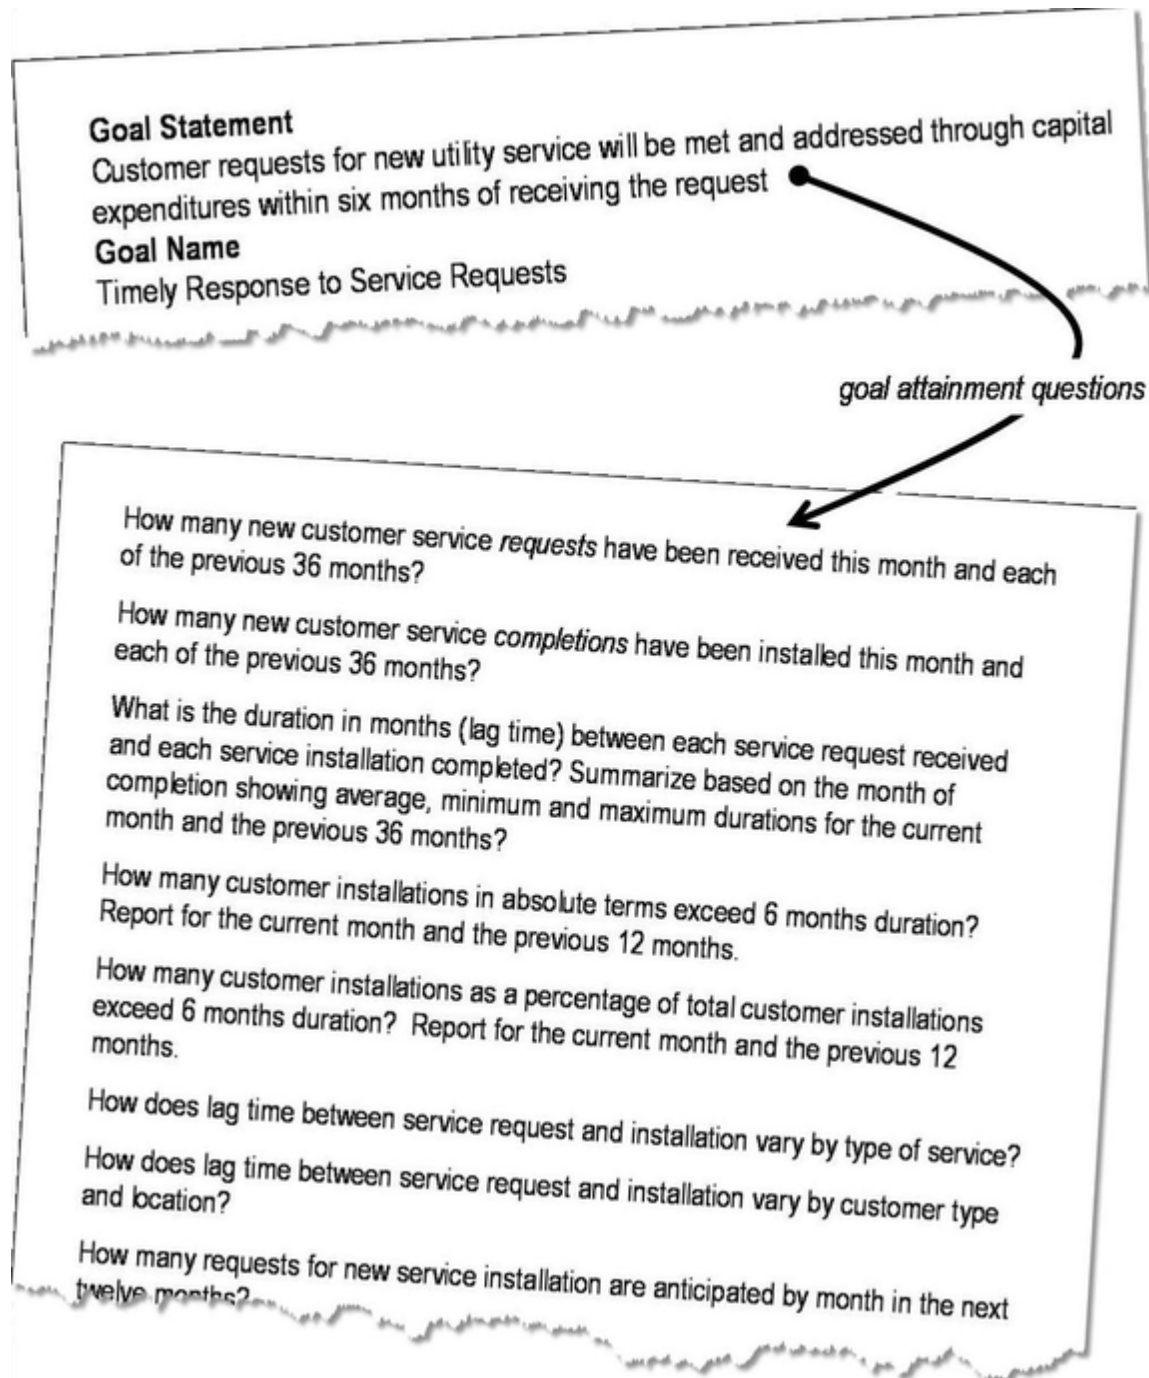 Goal Statement
Customer requests for new utility service will be met and addressed through capital
expenditures within six months of receiving the request
Goal Name
Timely Response to Service Requests
goal attainment questions
How many new customer service requests have been received this month and each
of the previous 36 months?
How many new customer service completions have been installed this month and
each of the previous 36 months?
What is the duration in months (lag time) between each service request received
and each service installation completed? Summarize based on the month of
completion showing average, minimum and maximum durations for the current
month and the previous 36 months?
How many customer installations in absolute terms exceed 6 months duration?
Report for the current month and the previous 12 months.
How many customer installations as a percentage of total customer installations
exceed 6 months duration? Report for the current month and the previous 12
months.
How does lag time between service request and installation vary by type of service?
How does lag time between service request and installation vary by customer type
and location?
How many requests for new service installation are anticipated by month in the next
twelve months?